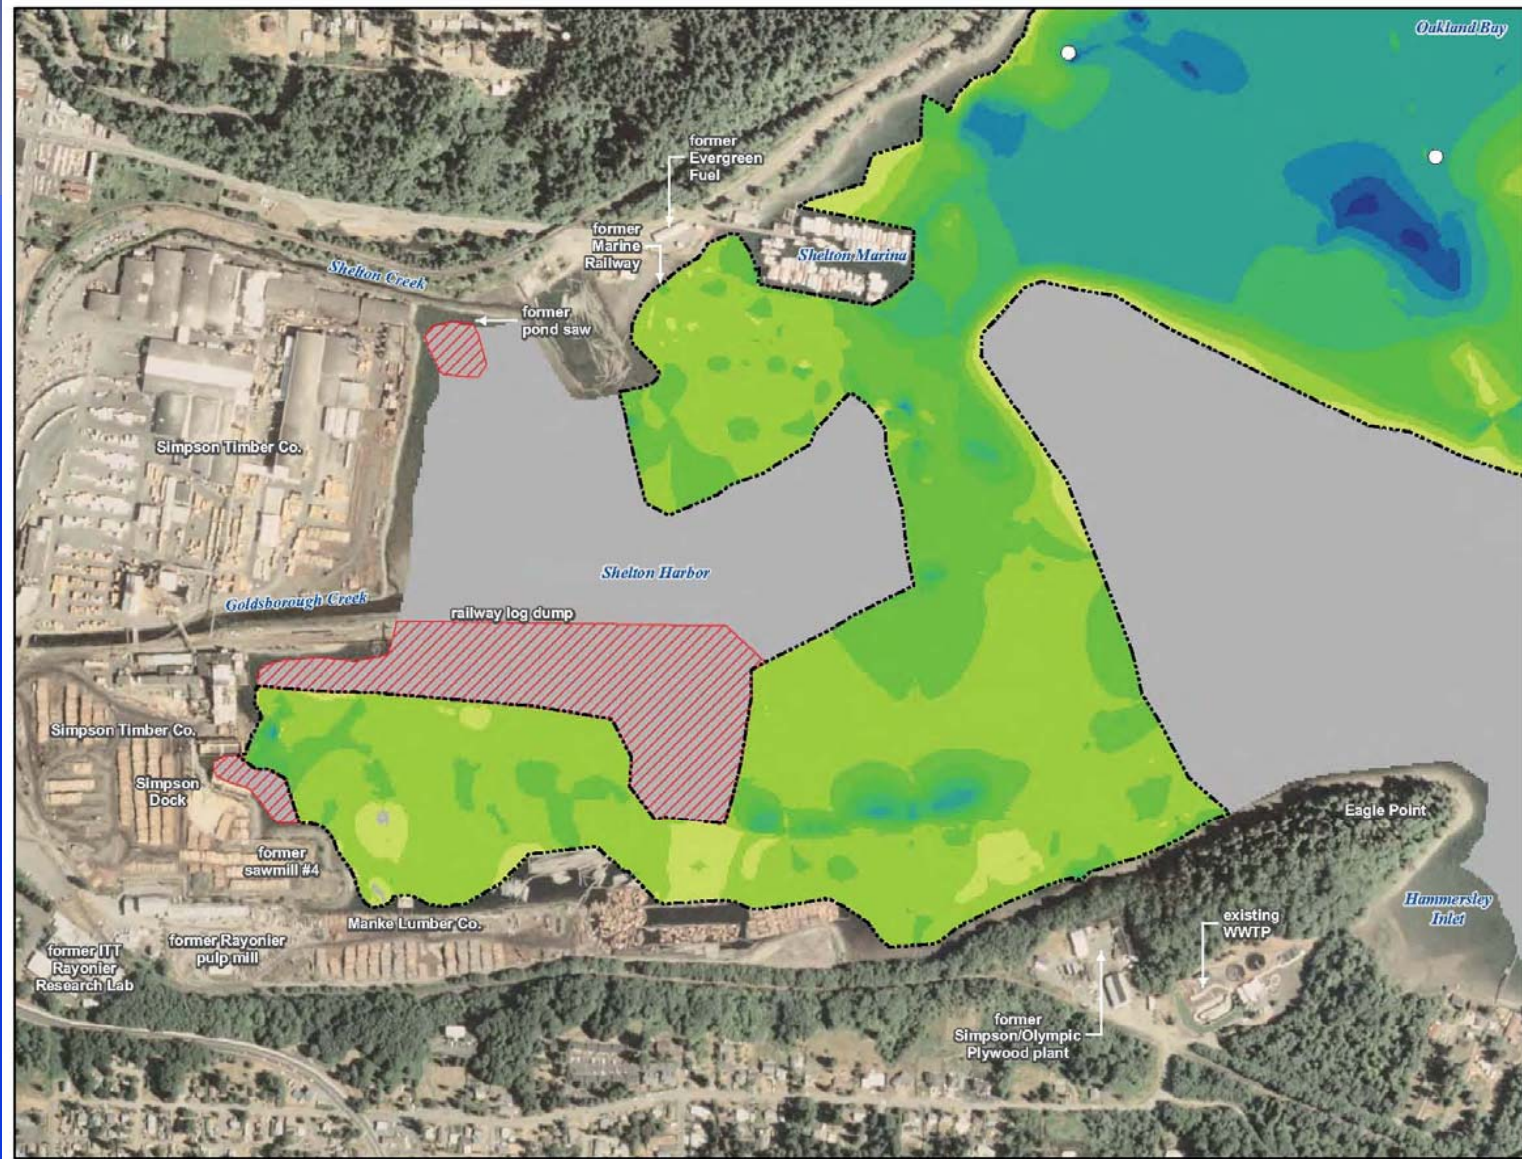 Oakland Bay
former
Evergreen
Fuel
former
Marine
Railway
Shelton Marina
Shelton Creek
former
pond saw
Simpson Timber Co.
Shelton Harbor
Goldsborough Creek
railway log dump
Simpson Timber Co.
Simpson
Dock
Eagle Point
former
sawmill #4
Hammersley
Inlet
Manke Lumber Co.
existing
WWTP
former Rayonier
pulp mill
former ITT
Rayonier
Research Lab
former
Simpson/Olympic
Plywood plant